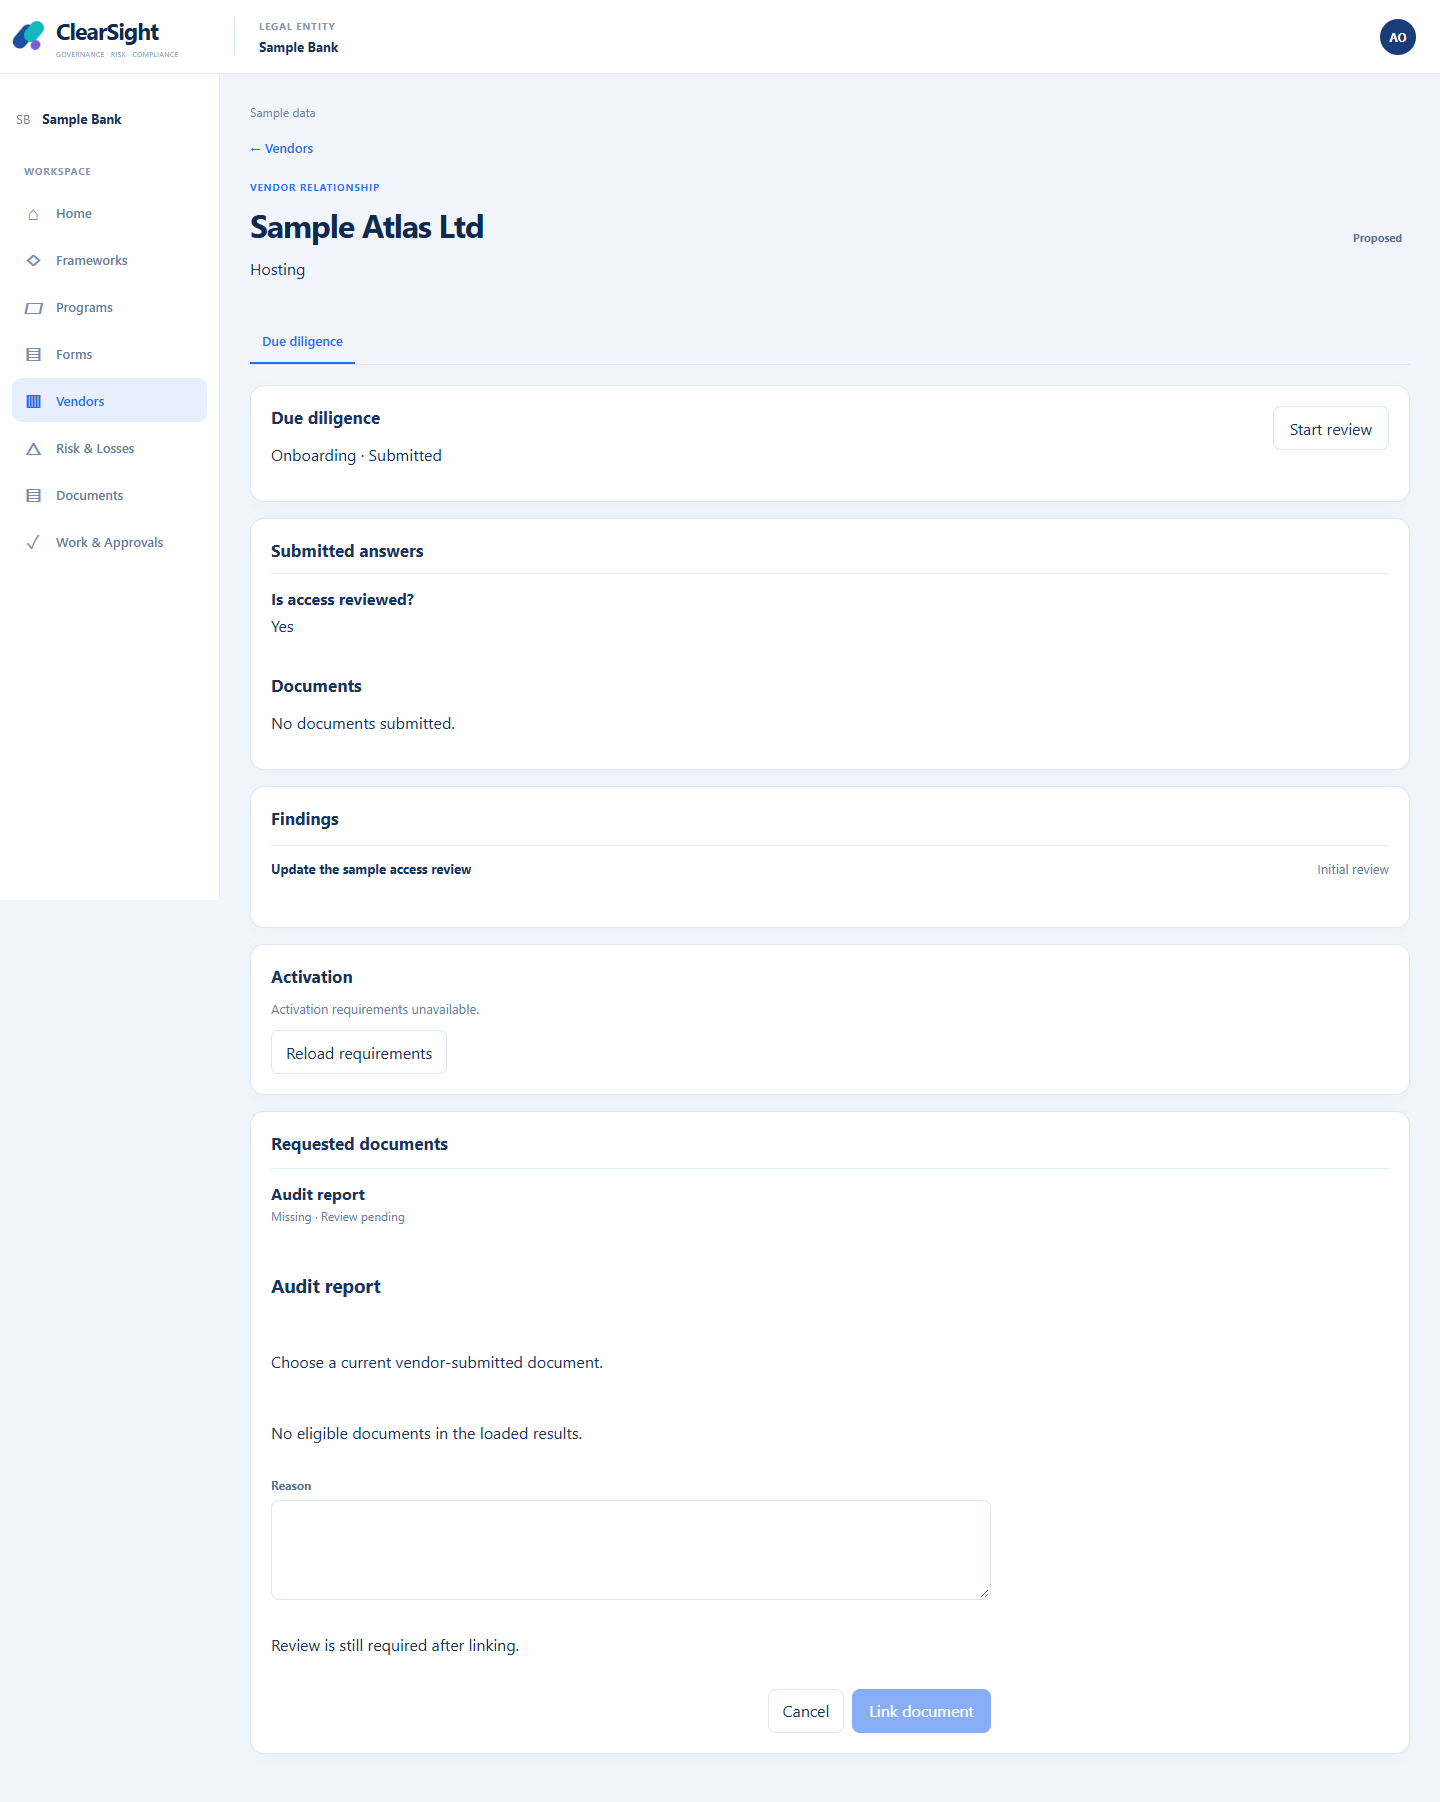 ClearSight
GOVERNANCE · RISK · COMPLIANCE
LEGAL ENTITY
Sample Bank
AO
SB Sample Bank
WORKSPACE
Home
Frameworks
Programs
Forms
Vendors
Risk & Losses
Documents
Work & Approvals
Sample data
← Vendors
VENDOR RELATIONSHIP
Sample Atlas Ltd
Proposed
Hosting
Due diligence
Due diligence
Start review
Onboarding · Submitted
Submitted answers
Is access reviewed?
Yes
Documents
No documents submitted.
Findings
Update the sample access review
Initial review
Activation
Activation requirements unavailable.
Reload requirements
Requested documents
Audit report
Missing · Review pending
Audit report
Choose a current vendor-submitted document.
No eligible documents in the loaded results.
Reason
Review is still required after linking.
Cancel
Link document